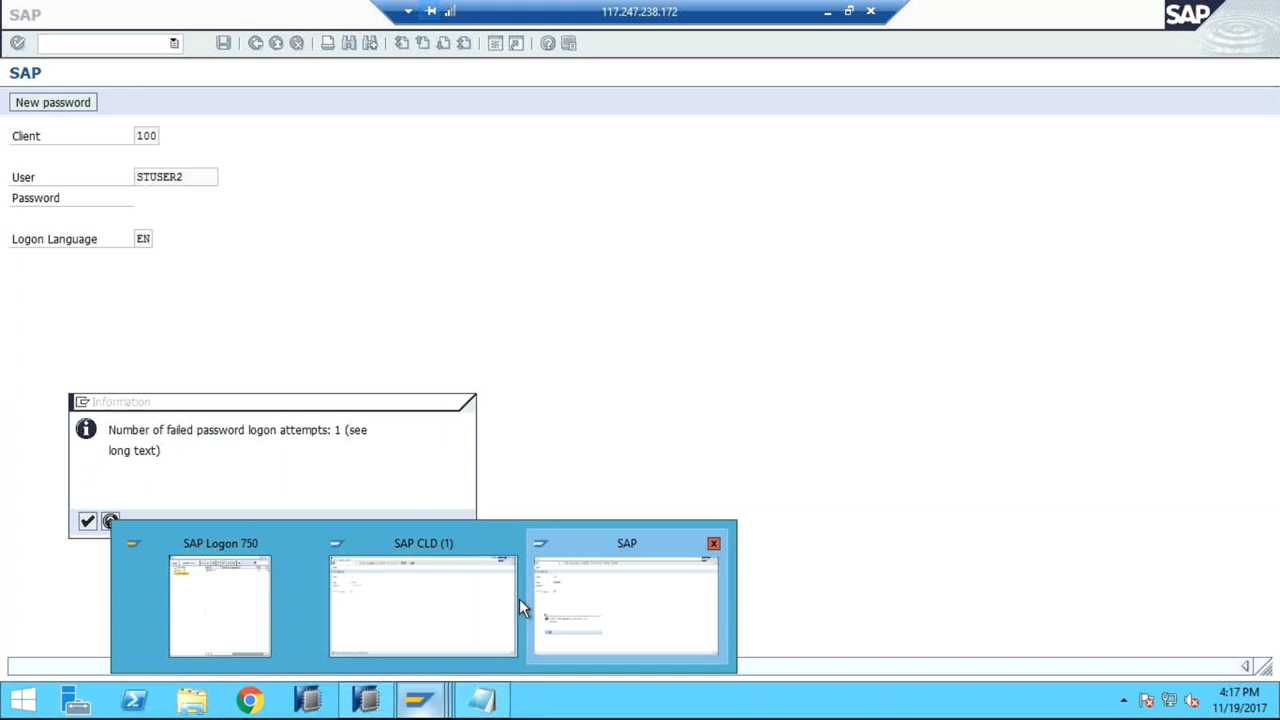 SAP
117.247.238.172
SAP
SAP
New password
Client 100
User STUSER2
Password
Logon Language EN
Information
Number of failed password logon attempts: 1 (see
long text)
SAP Logon 750
SAP CLD (1)
SAP
4:17 PM
11/19/2017